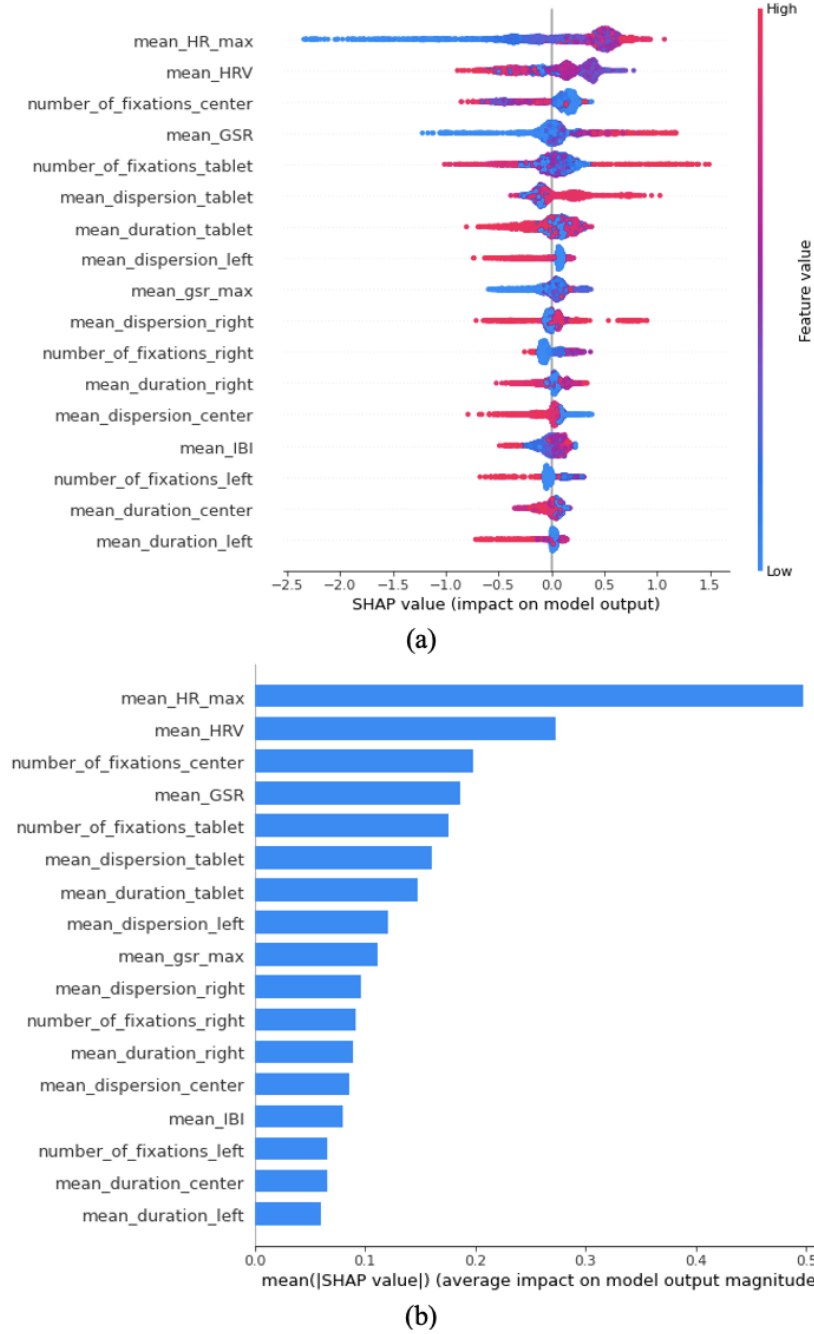 High
mean_HR_max
mean_HRV
number_of_fixations_center
mean_GSR
number_of_fixations_tablet
mean_dispersion_tablet
mean_duration_tablet
mean_dispersion_left
mean_gsr_max
mean_dispersion_right
number_of_fixations_right
mean_duration_right
mean_dispersion_center
mean_IBI
number_of_fixations_left
mean_duration_center
mean_duration_left
Feature value
Low
-2.5 -2.0 -1.5 -1.0 -0.5 0.0 0.5 1.0 1.5
SHAP value (impact on model output)
(a)
mean_HR_max
mean_HRV
number_of_fixations_center
mean_GSR
number_of_fixations_tablet
mean_dispersion_tablet
mean_duration_tablet
mean_dispersion_left
mean_gsr_max
mean_dispersion_right
number_of_fixations_right
mean_duration_right
mean_dispersion_center
mean_IBI
number_of_fixations_left
mean_duration_center
mean_duration_left
0.0 0.1 0.2 0.3 0.4 0.5
mean(|SHAP value|) (average impact on model output magnitude
(b)